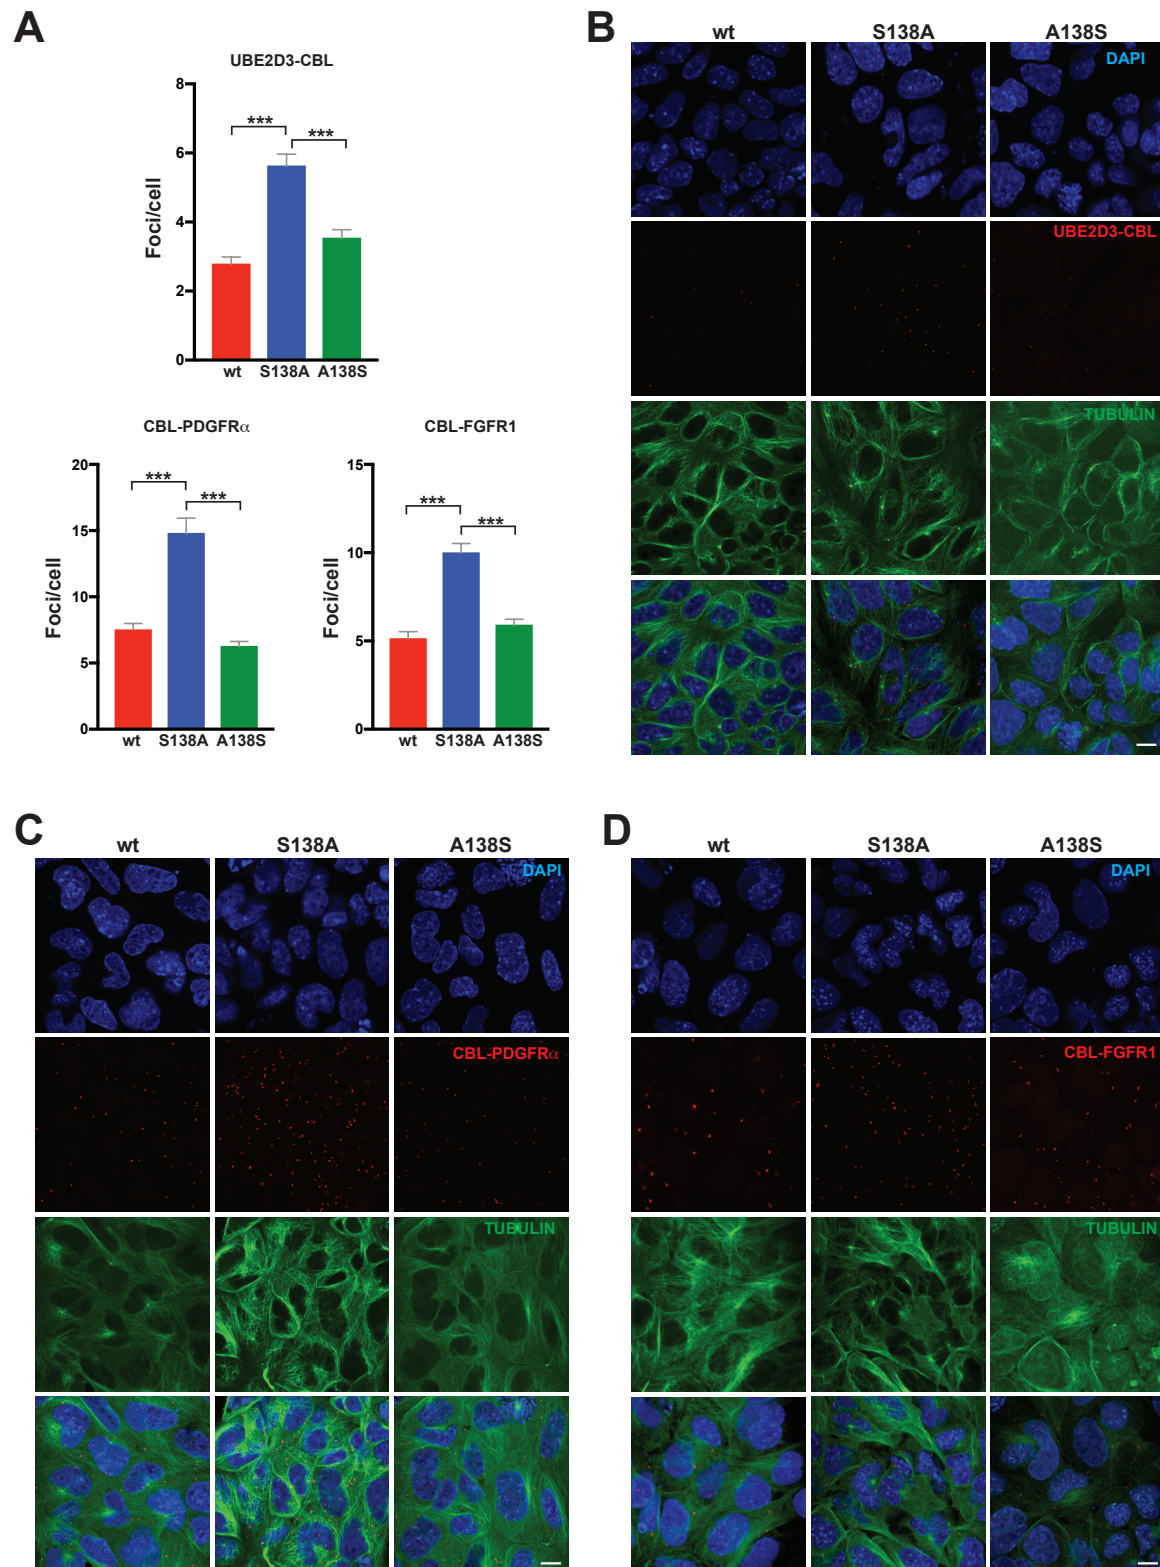 A
UBE2D3-CBL
8
6
4
2
0
Foci/cell
***
***
wt S138A A138S
CBL-PDGFRα
20
15
10
5
0
Foci/cell
***
***
wt S138A A138S
CBL-FGFR1
15
10
5
0
Foci/cell
***
***
wt S138A A138S
B
wt S138A A138S
DAPI
UBE2D3-CBL
TUBULIN
C
wt S138A A138S
DAPI
CBL-PDGFRα
TUBULIN
D
wt S138A A138S
DAPI
CBL-FGFR1
TUBULIN